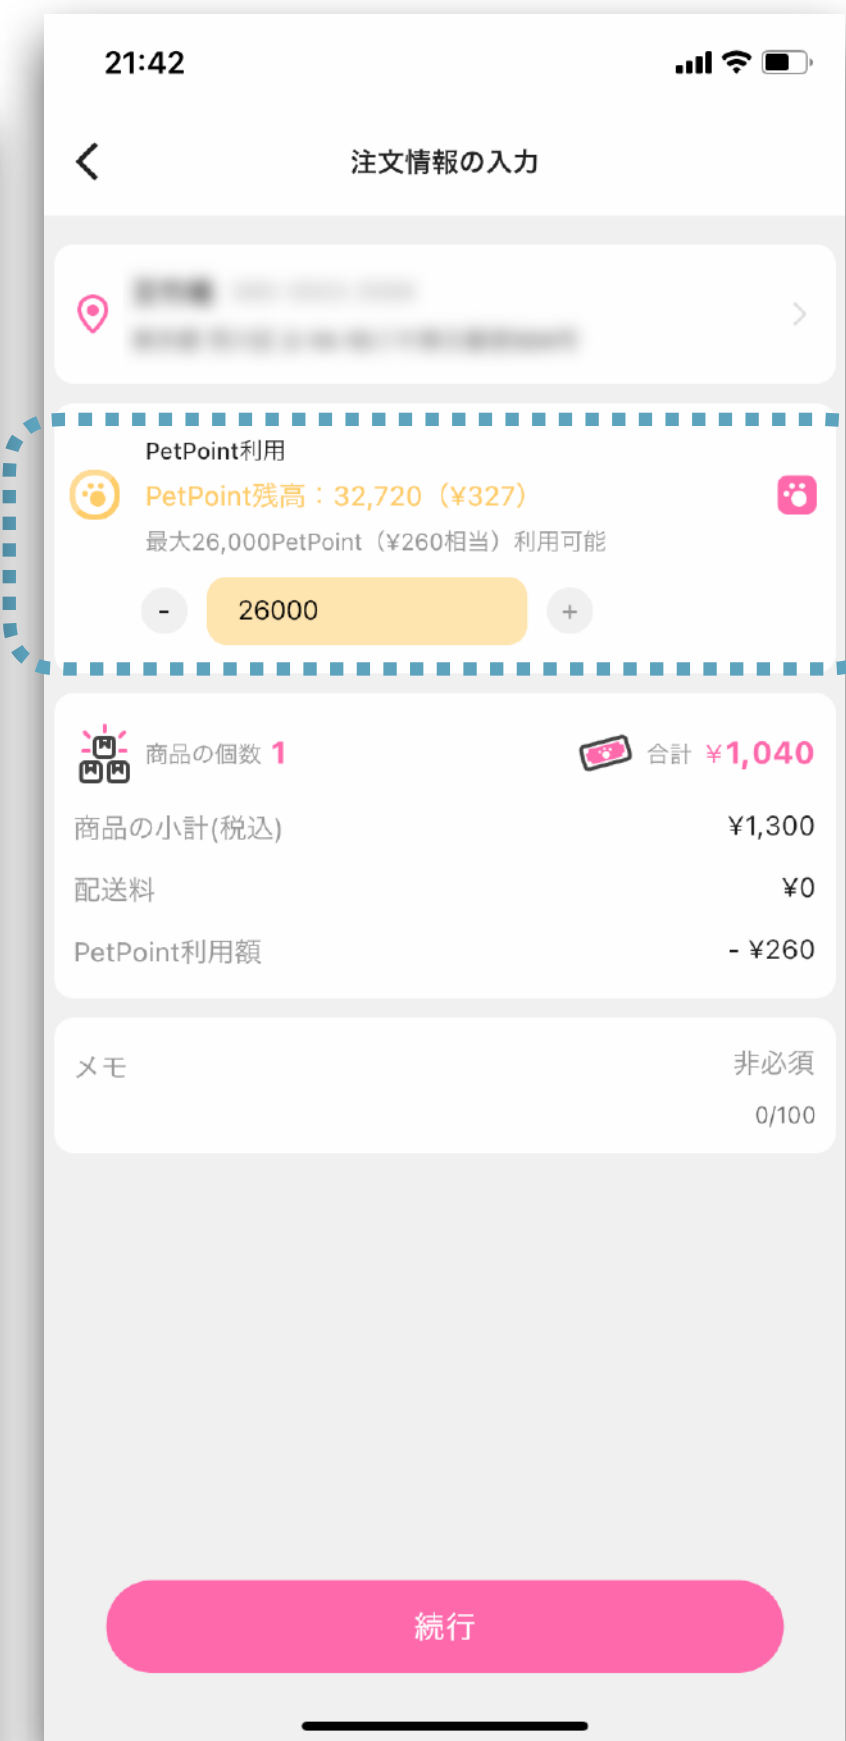 21:42
注文情報の入力
PetPoint利用
PetPoint残高：32,720（¥327）
最大26,000PetPoint（¥260相当）利用可能
- 26000 +
商品の個数 1 合計 ¥1,040
商品の小計(税込) ¥1,300
配送料 ¥0
PetPoint利用額 - ¥260
メモ 非必須
0/100
続行